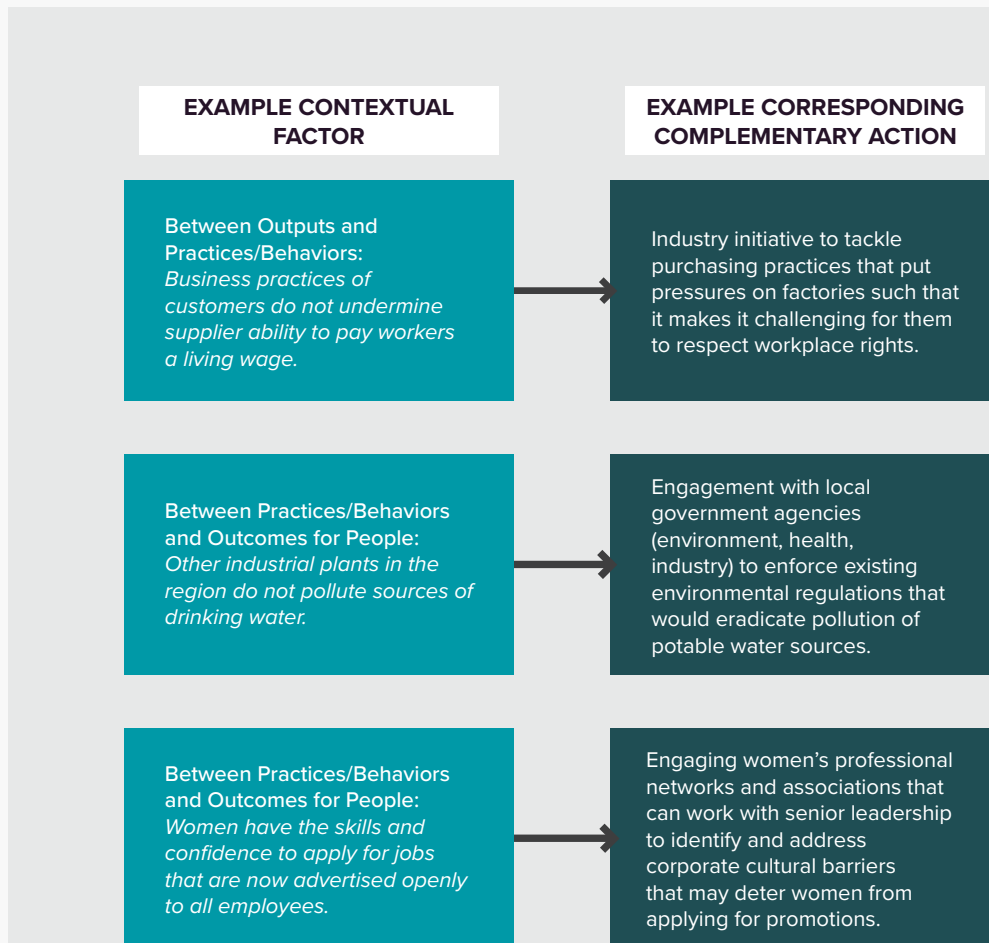 EXAMPLE CONTEXTUAL
FACTOR
EXAMPLE CORRESPONDING
COMPLEMENTARY ACTION
Between Outputs and
Practices/Behaviors:
Business practices of
customers do not undermine
supplier ability to pay workers
a living wage.
Industry initiative to tackle
purchasing practices that put
pressures on factories such that
it makes it challenging for them
to respect workplace rights.
Between Practices/Behaviors
and Outcomes for People:
Other industrial plants in the
region do not pollute sources of
drinking water.
Engagement with local
government agencies
(environment, health,
industry) to enforce existing
environmental regulations that
would eradicate pollution of
potable water sources.
Between Practices/Behaviors
and Outcomes for People:
Women have the skills and
confidence to apply for jobs
that are now advertised openly
to all employees.
Engaging women’s professional
networks and associations that
can work with senior leadership
to identify and address
corporate cultural barriers
that may deter women from
applying for promotions.